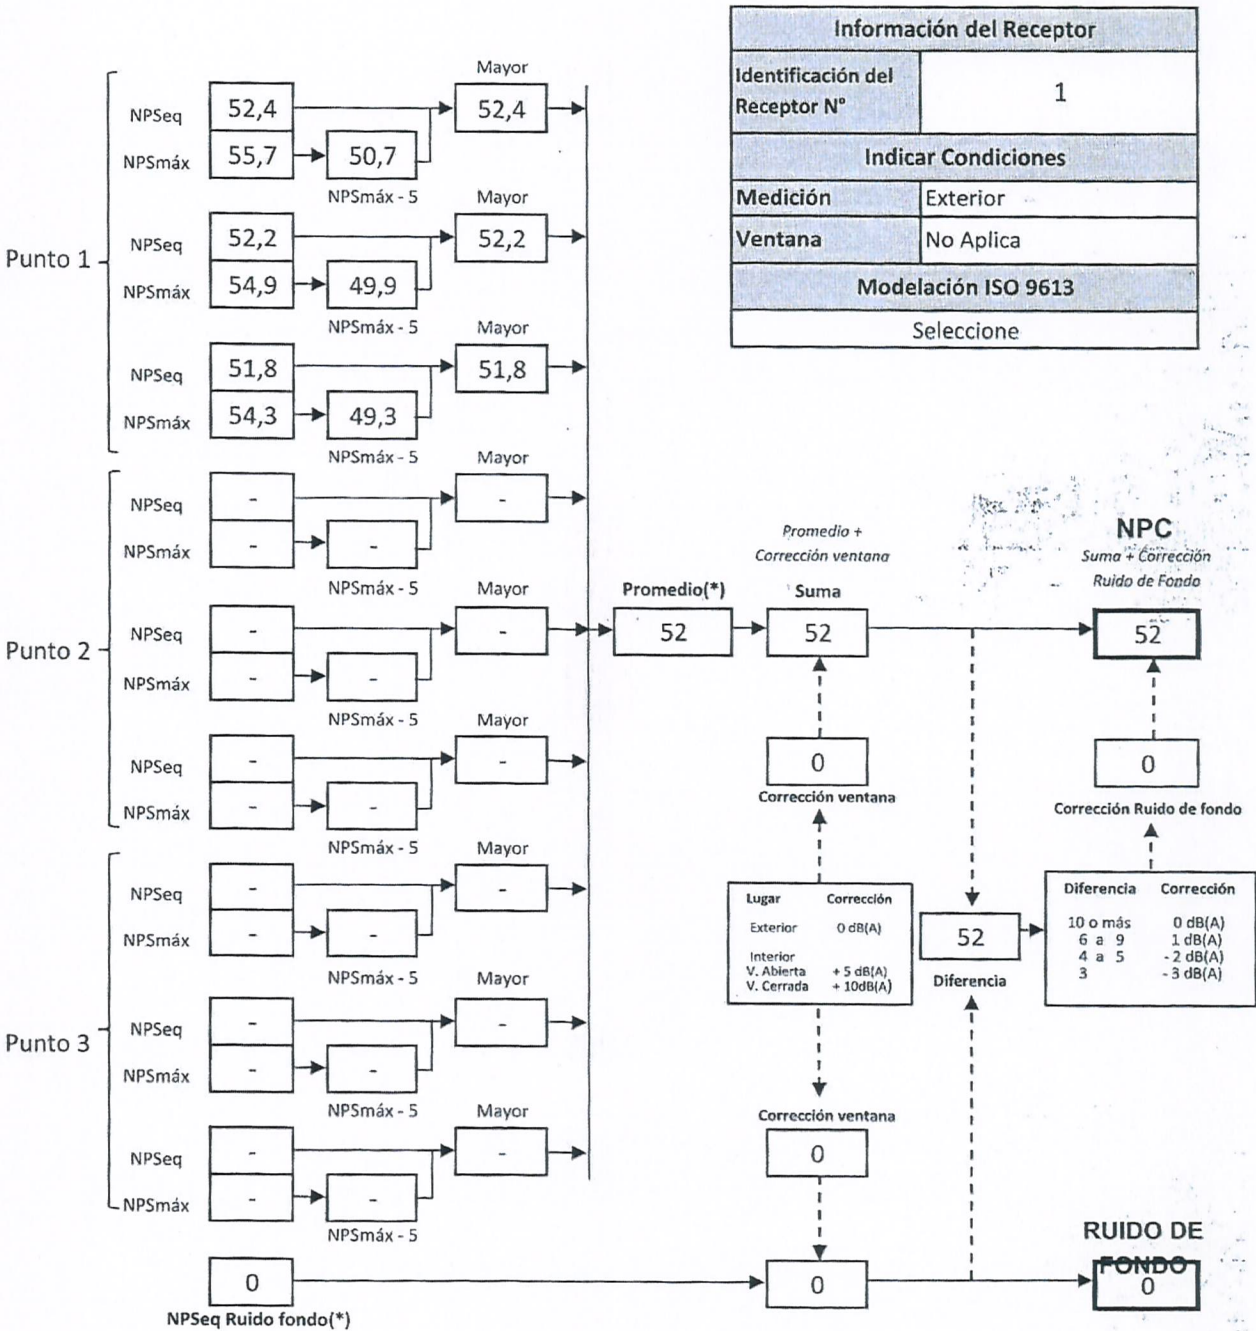 Información del Receptor
Identificación del Receptor N° 1
Indicar Condiciones
Medición Exterior
Ventana No Aplica
Modelación ISO 9613
Seleccione
Punto 1
Mayor
NPSeq 52,4 52,4
NPSmáx 55,7 50,7
NPSmáx - 5
Mayor
NPSeq 52,2 52,2
NPSmáx 54,9 49,9
NPSmáx - 5
Mayor
NPSeq 51,8 51,8
NPSmáx 54,3 49,3
NPSmáx - 5
Punto 2
Mayor
NPSeq - -
NPSmáx - -
NPSmáx - 5
Mayor
NPSeq - -
NPSmáx - -
NPSmáx - 5
Mayor
NPSeq - -
NPSmáx - -
NPSmáx - 5
Punto 3
Mayor
NPSeq - -
NPSmáx - -
NPSmáx - 5
Mayor
NPSeq - -
NPSmáx - -
NPSmáx - 5
Mayor
NPSeq - -
NPSmáx - -
NPSmáx - 5
Promedio(*)
52
Promedio +
Corrección ventana
Suma
52
0
Corrección ventana
Lugar Corrección
Exterior 0 dB(A)
Interior
V. Abierta + 5 dB(A)
V. Cerrada + 10dB(A)
Corrección ventana
0
NPC
Suma + Corrección
Ruido de Fondo
52
0
Corrección Ruido de fondo
52
Diferencia
Diferencia Corrección
10 o más 0 dB(A)
6 a 9 1 dB(A)
4 a 5 - 2 dB(A)
3 - 3 dB(A)
0
NPSeq Ruido fondo(*)
0
RUIDO DE
FONDO
0